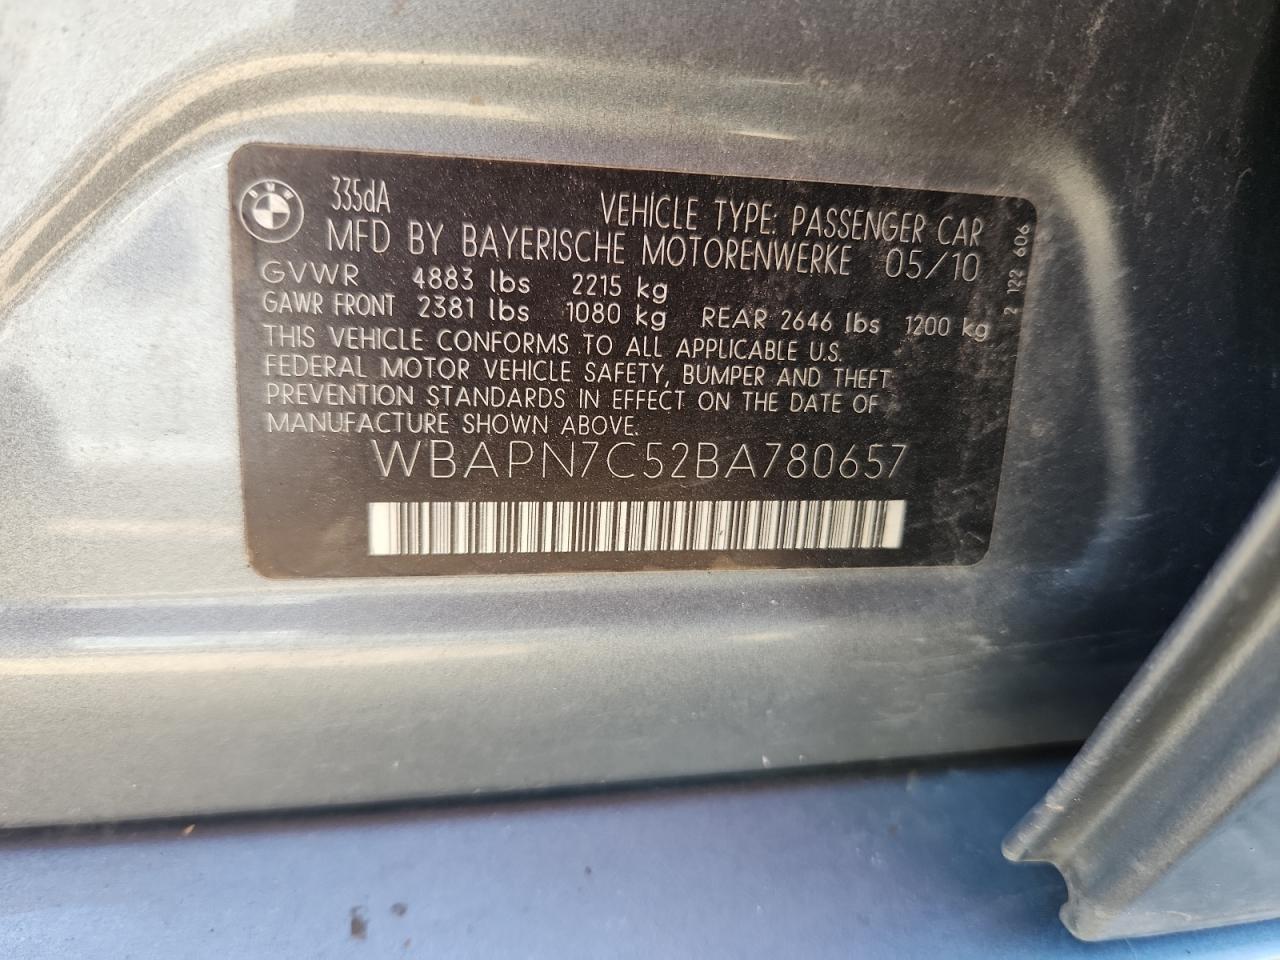 BMW
335dA VEHICLE TYPE: PASSENGER CAR
MFD BY BAYERISCHE MOTORENWERKE 05/10
GVWR 4883 lbs 2215 kg
GAWR FRONT 2381 lbs 1080 kg REAR 2646 lbs 1200 kg
THIS VEHICLE CONFORMS TO ALL APPLICABLE U.S.
FEDERAL MOTOR VEHICLE SAFETY, BUMPER AND THEFT
PREVENTION STANDARDS IN EFFECT ON THE DATE OF
MANUFACTURE SHOWN ABOVE.
WBAPN7C52BA780657
2 122 606